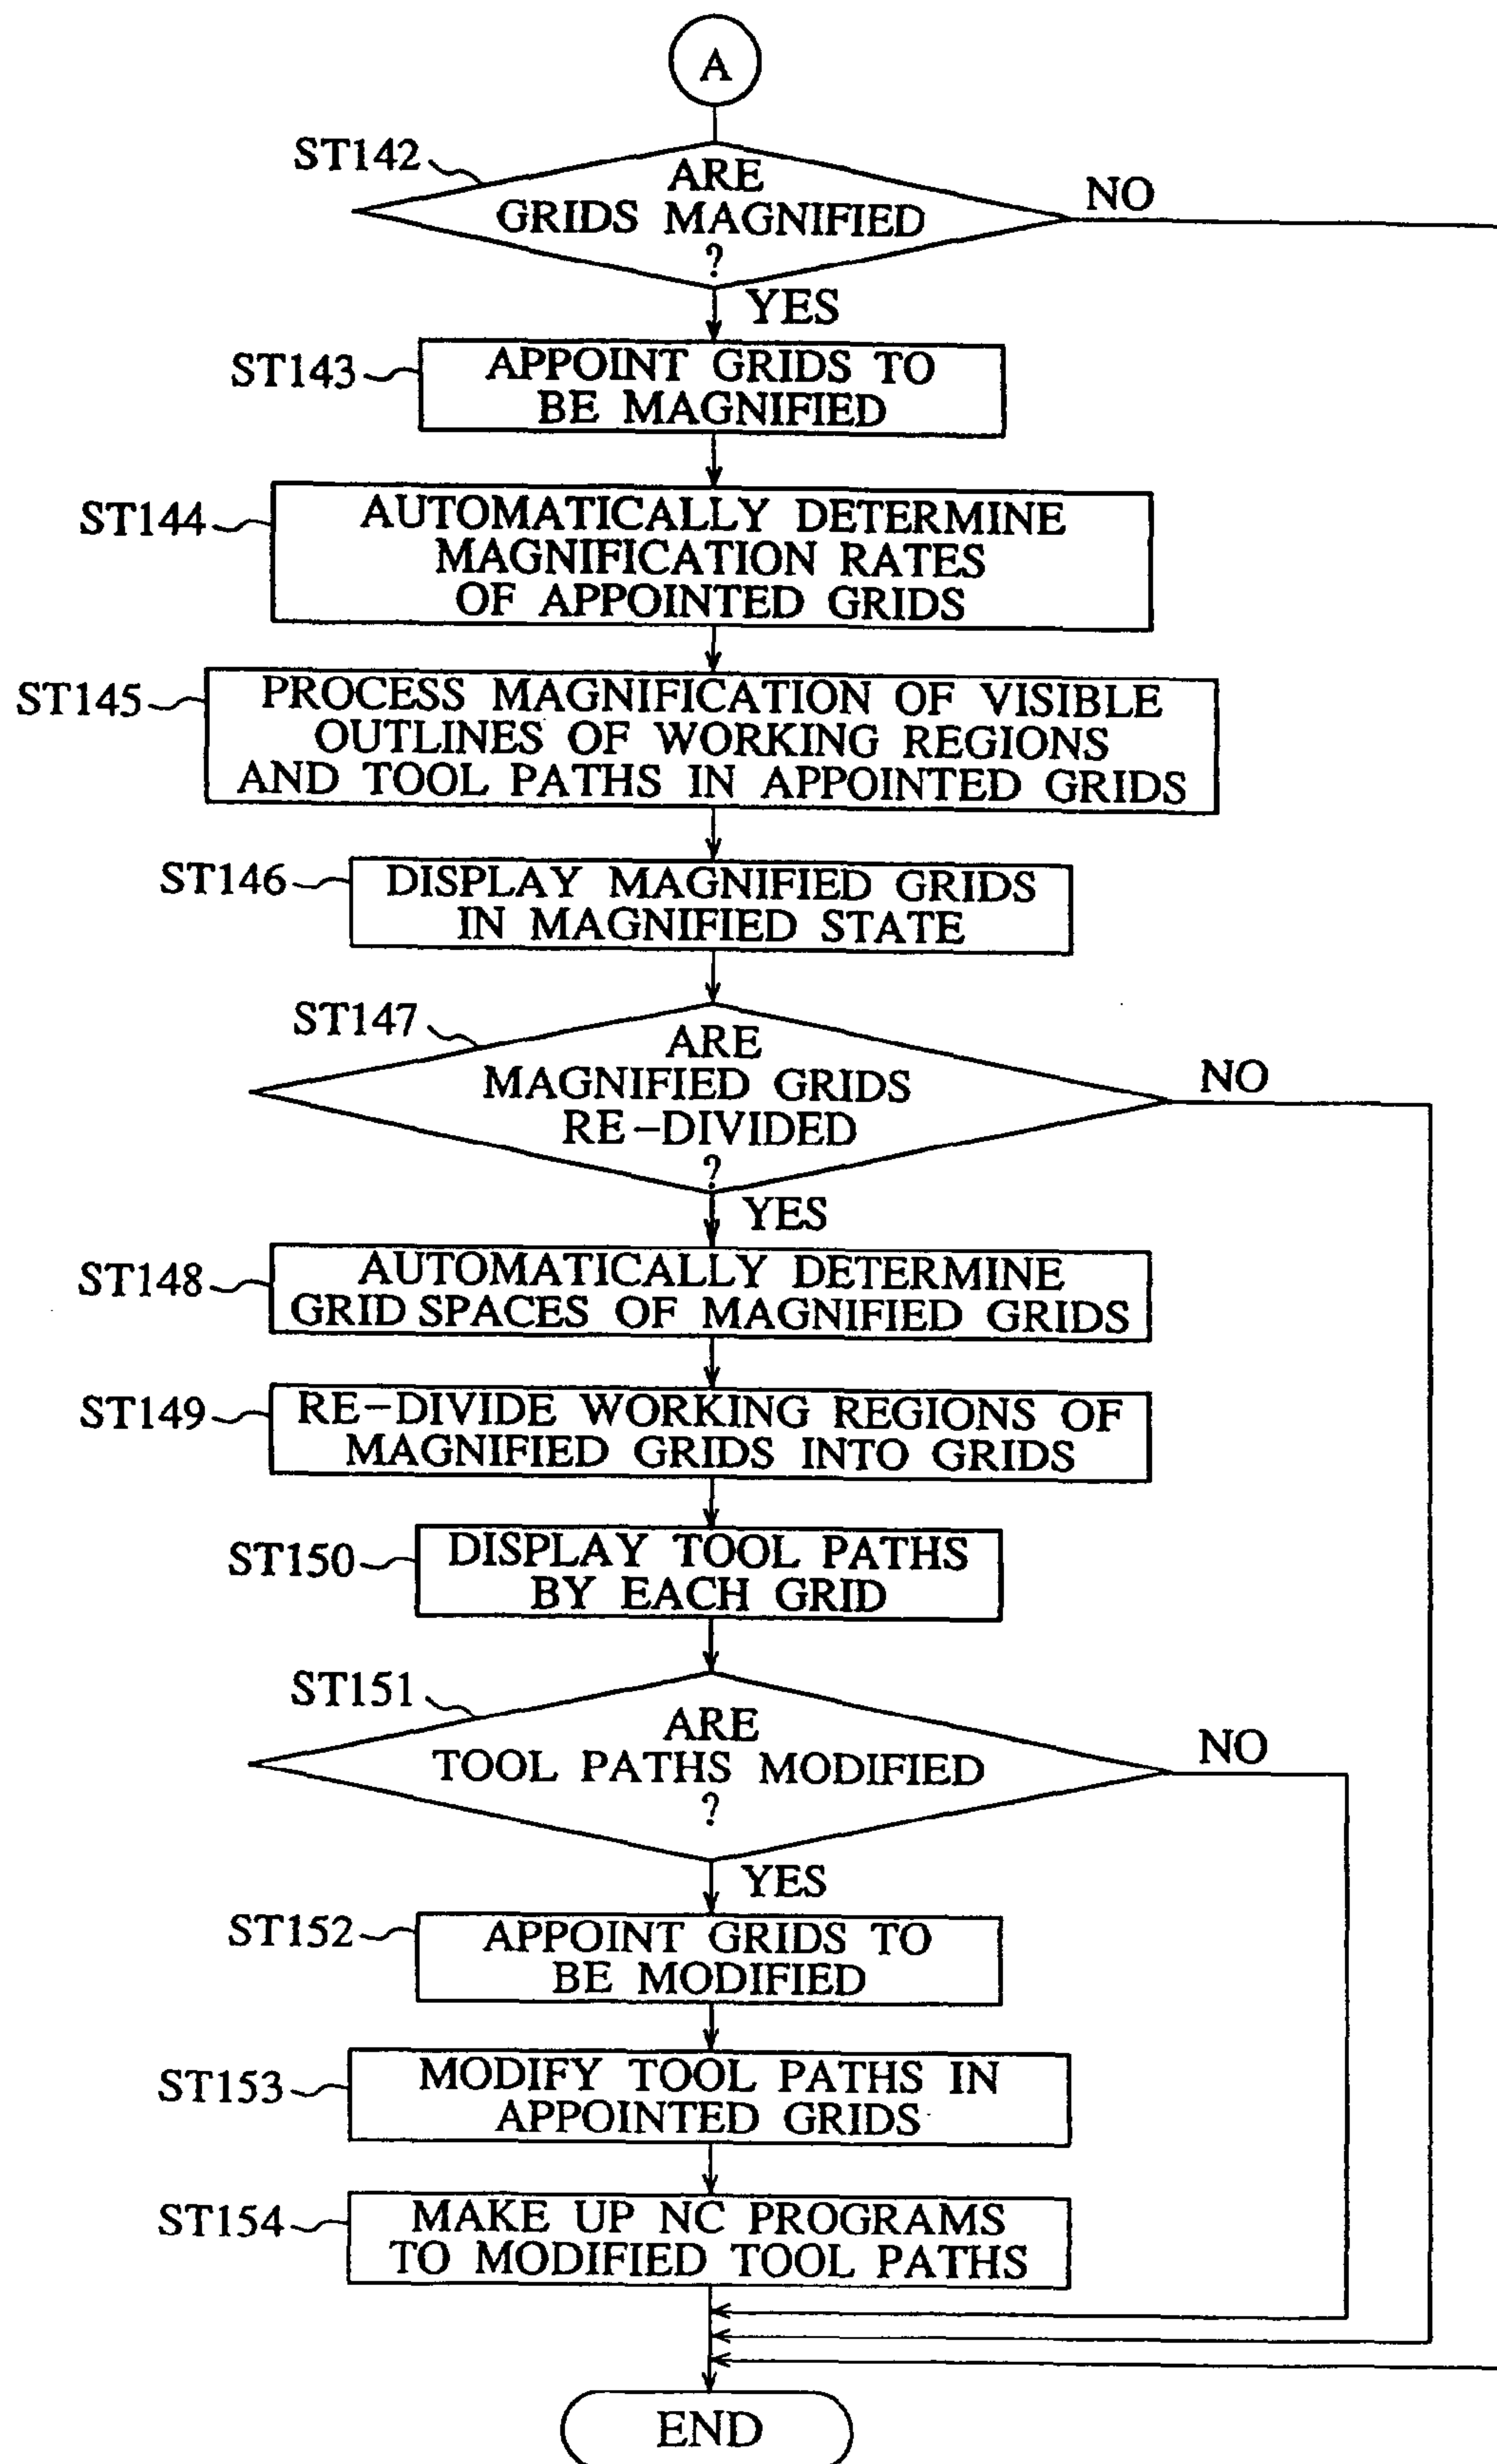 A
ST142
ARE
GRIDS MAGNIFIED
?
NO
YES
ST143
APPOINT GRIDS TO
BE MAGNIFIED
ST144
AUTOMATICALLY DETERMINE
MAGNIFICATION RATES
OF APPOINTED GRIDS
ST145
PROCESS MAGNIFICATION OF VISIBLE
OUTLINES OF WORKING REGIONS
AND TOOL PATHS IN APPOINTED GRIDS
ST146
DISPLAY MAGNIFIED GRIDS
IN MAGNIFIED STATE
ST147
ARE
MAGNIFIED GRIDS
RE-DIVIDED
?
NO
YES
ST148
AUTOMATICALLY DETERMINE
GRID SPACES OF MAGNIFIED GRIDS
ST149
RE-DIVIDE WORKING REGIONS OF
MAGNIFIED GRIDS INTO GRIDS
ST150
DISPLAY TOOL PATHS
BY EACH GRID
ST151
ARE
TOOL PATHS MODIFIED
?
NO
YES
ST152
APPOINT GRIDS TO
BE MODIFIED
ST153
MODIFY TOOL PATHS IN
APPOINTED GRIDS
ST154
MAKE UP NC PROGRAMS
TO MODIFIED TOOL PATHS
END